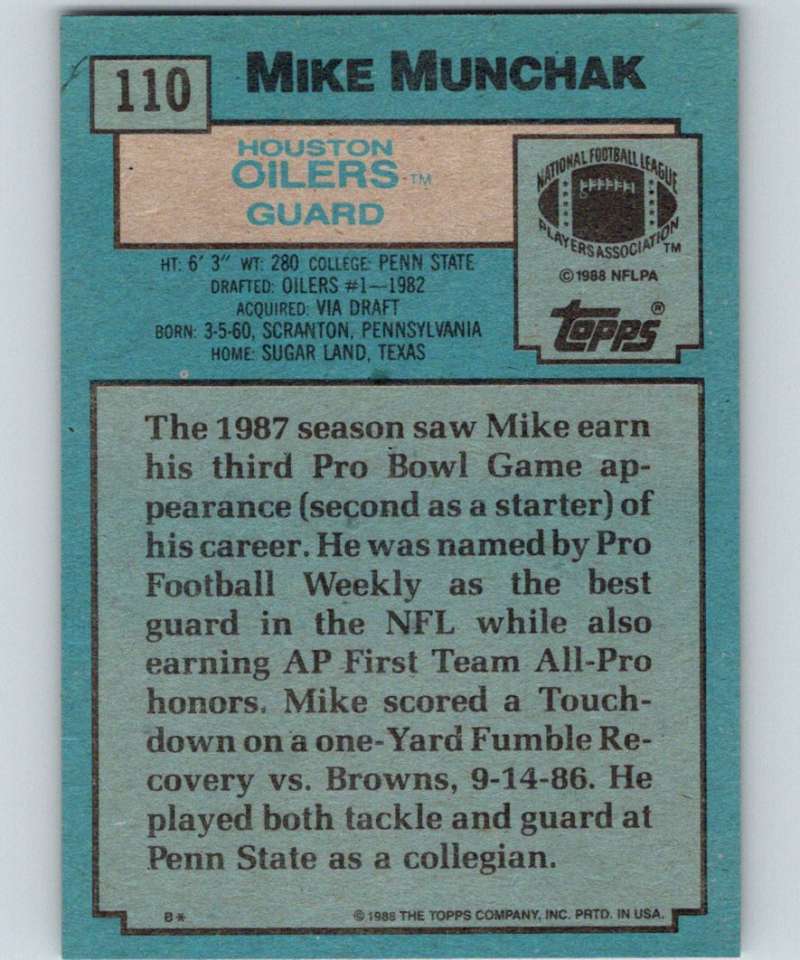 110
MIKE MUNCHAK
HOUSTON
OILERS™
GUARD
NATIONAL FOOTBALL LEAGUE
PLAYERS ASSOCIATION™
©1988 NFLPA
Topps®
HT: 6' 3" WT: 280 COLLEGE: PENN STATE
DRAFTED: OILERS #1—1982
ACQUIRED: VIA DRAFT
BORN: 3-5-60, SCRANTON, PENNSYLVANIA
HOME: SUGAR LAND, TEXAS
The 1987 season saw Mike earn
his third Pro Bowl Game ap-
pearance (second as a starter) of
his career. He was named by Pro
Football Weekly as the best
guard in the NFL while also
earning AP First Team All-Pro
honors. Mike scored a Touch-
down on a one-Yard Fumble Re-
covery vs. Browns, 9-14-86. He
played both tackle and guard at
Penn State as a collegian.
B*
©1988 THE TOPPS COMPANY, INC. PRTD. IN USA.